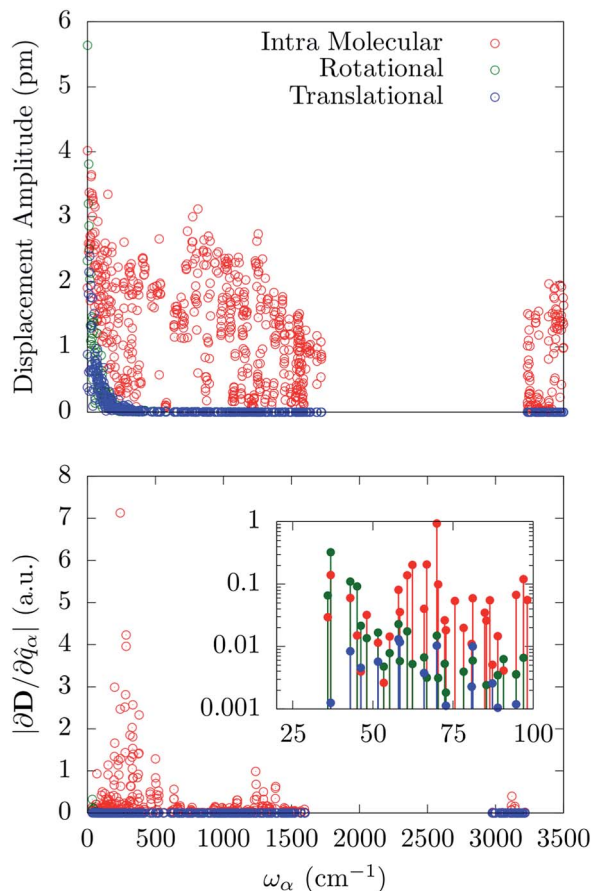 6
5
4
3
2
1
0
Displacement Amplitude (pm)
Intra Molecular
Rotational
Translational
8
7
6
5
4
3
2
1
0
|∂D/∂q̂α| (a.u.)
1
0.1
0.01
0.001
25 50 75 100
0 500 1000 1500 2000 2500 3000 3500
ωα (cm⁻¹)